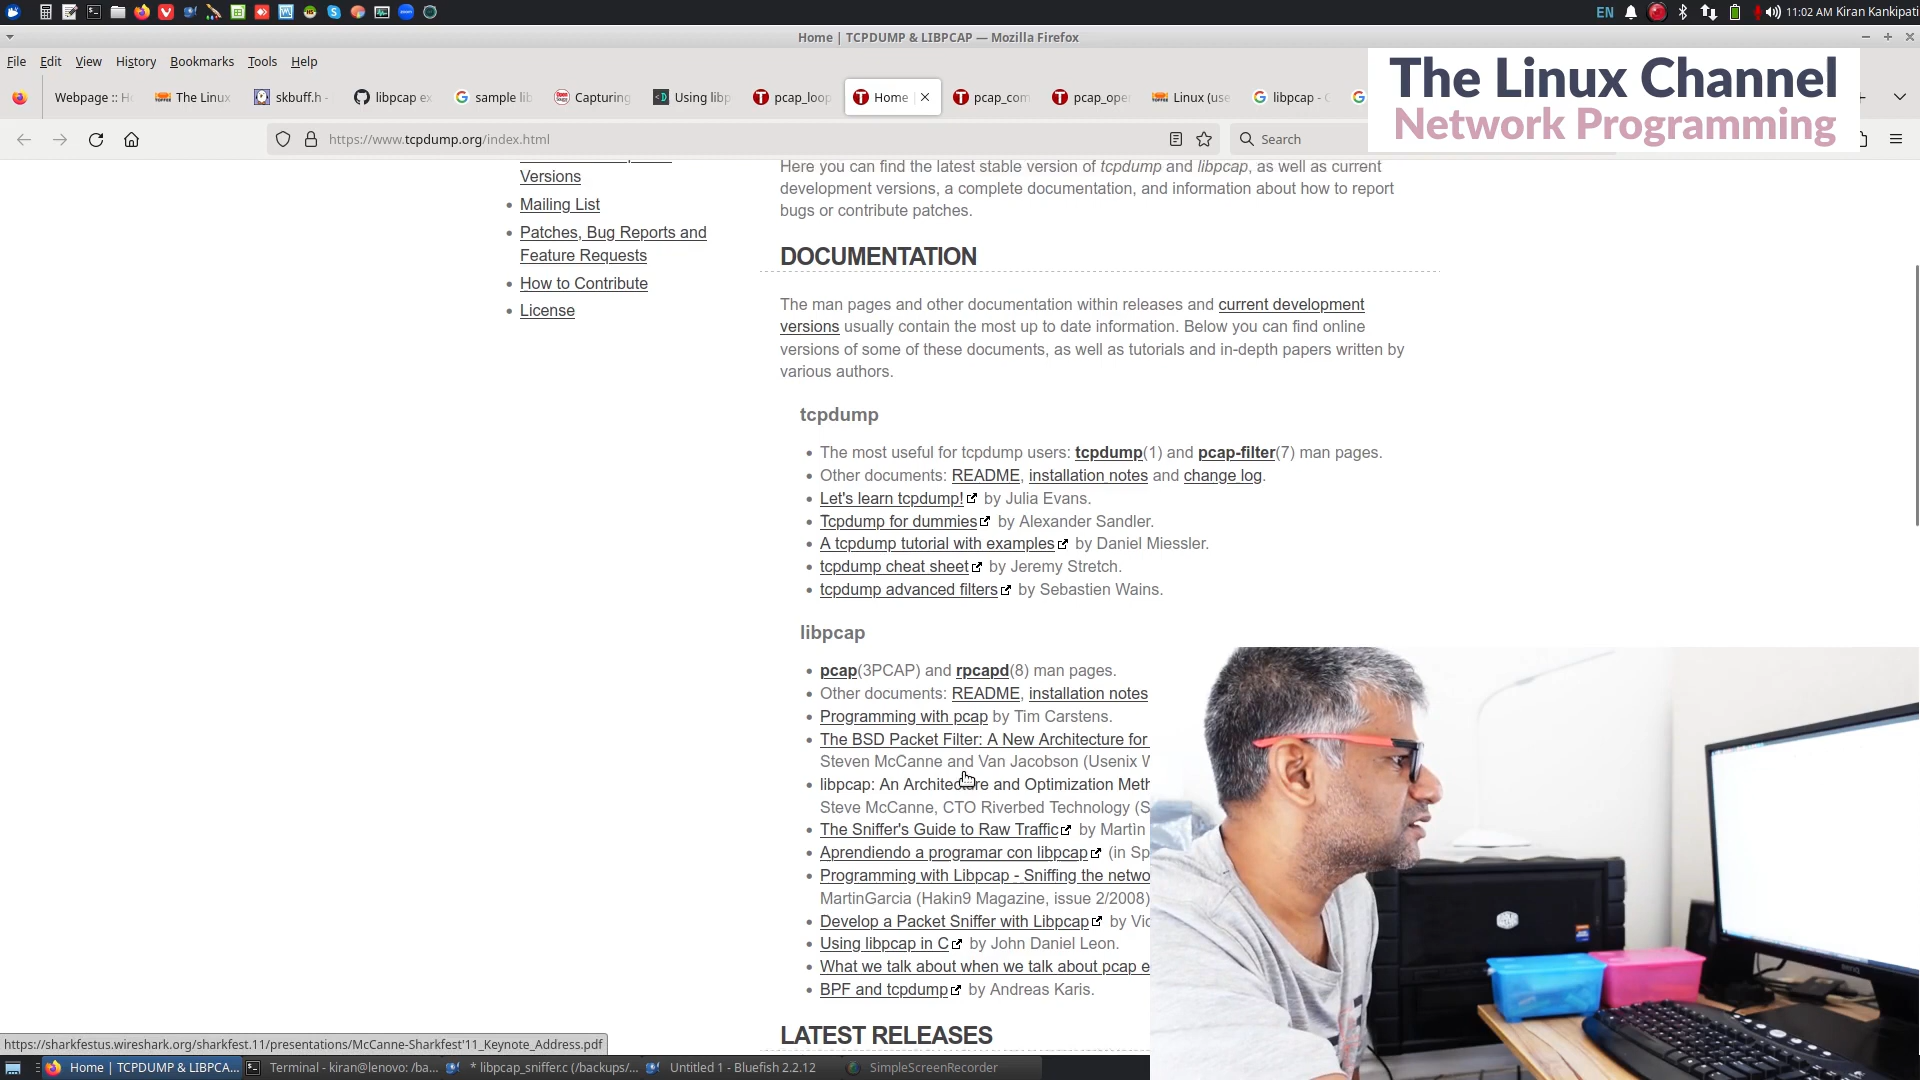 EN
11:02 AM Kiran Kankipati
Home | TCPDUMP & LIBPCAP — Mozilla Firefox
File Edit View History Bookmarks Tools Help
The Linux Channel
Network Programming
Webpage :: H
The Linux
skbuff.h -
libpcap ex
sample lib
Capturing
Using libp
pcap_loop
Home
pcap_com
pcap_oper
Linux (use
libpcap -
https://www.tcpdump.org/index.html
Search
Versions
Mailing List
Patches, Bug Reports and
Feature Requests
How to Contribute
License
Here you can find the latest stable version of tcpdump and libpcap, as well as current
development versions, a complete documentation, and information about how to report
bugs or contribute patches.
DOCUMENTATION
The man pages and other documentation within releases and current development
versions usually contain the most up to date information. Below you can find online
versions of some of these documents, as well as tutorials and in-depth papers written by
various authors.
tcpdump
The most useful for tcpdump users: tcpdump(1) and pcap-filter(7) man pages.
Other documents: README, installation notes and change log.
Let's learn tcpdump! by Julia Evans.
Tcpdump for dummies by Alexander Sandler.
A tcpdump tutorial with examples by Daniel Miessler.
tcpdump cheat sheet by Jeremy Stretch.
tcpdump advanced filters by Sebastien Wains.
libpcap
pcap(3PCAP) and rpcapd(8) man pages.
Other documents: README, installation notes
Programming with pcap by Tim Carstens.
The BSD Packet Filter: A New Architecture for
Steven McCanne and Van Jacobson (Usenix W
libpcap: An Architecture and Optimization Meth
Steve McCanne, CTO Riverbed Technology (S
The Sniffer's Guide to Raw Traffic by Martin
Aprendiendo a programar con libpcap (in Sp
Programming with Libpcap - Sniffing the netwo
MartinGarcia (Hakin9 Magazine, issue 2/2008)
Develop a Packet Sniffer with Libpcap by Vic
Using libpcap in C by John Daniel Leon.
What we talk about when we talk about pcap e
BPF and tcpdump by Andreas Karis.
LATEST RELEASES
https://sharkfestus.wireshark.org/sharkfest.11/presentations/McCanne-Sharkfest'11_Keynote_Address.pdf
Home | TCPDUMP & LIBPCA...
Terminal - kiran@lenovo: /ba...
* libpcap_sniffer.c (/backups/...
Untitled 1 - Bluefish 2.2.12
SimpleScreenRecorder